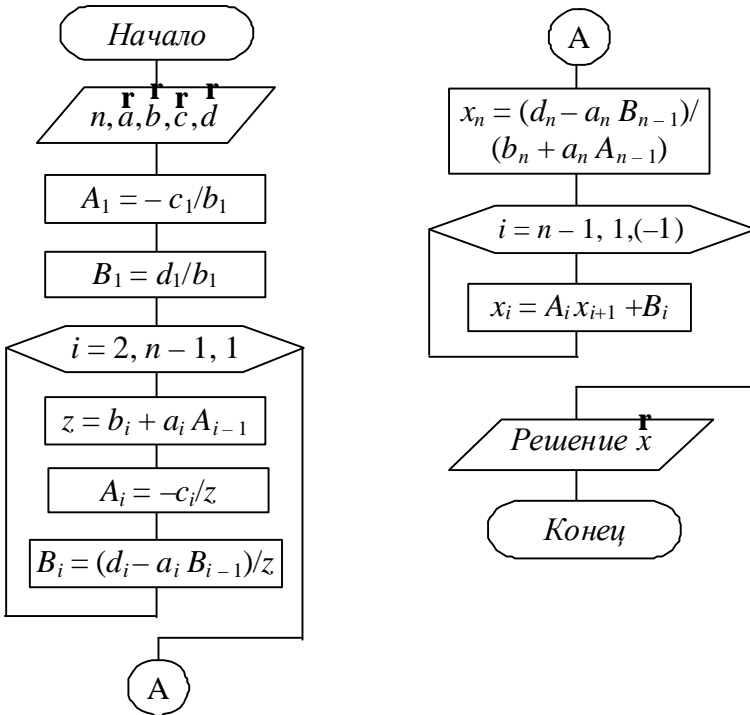 Начало
r r r r
n, a, b, c, d
A₁ = – c₁/b₁
B₁ = d₁/b₁
i = 2, n – 1, 1
z = bᵢ + aᵢ Aᵢ₋₁
Aᵢ = –cᵢ/z
Bᵢ = (dᵢ – aᵢ Bᵢ ₋ ₁)/z
A
A
xₙ = (dₙ – aₙ Bₙ ₋ ₁)/
(bₙ + aₙ Aₙ₋₁)
i = n – 1, 1,(–1)
xᵢ = Aᵢ xᵢ₊₁ +Bᵢ
r
Решение x
Конец